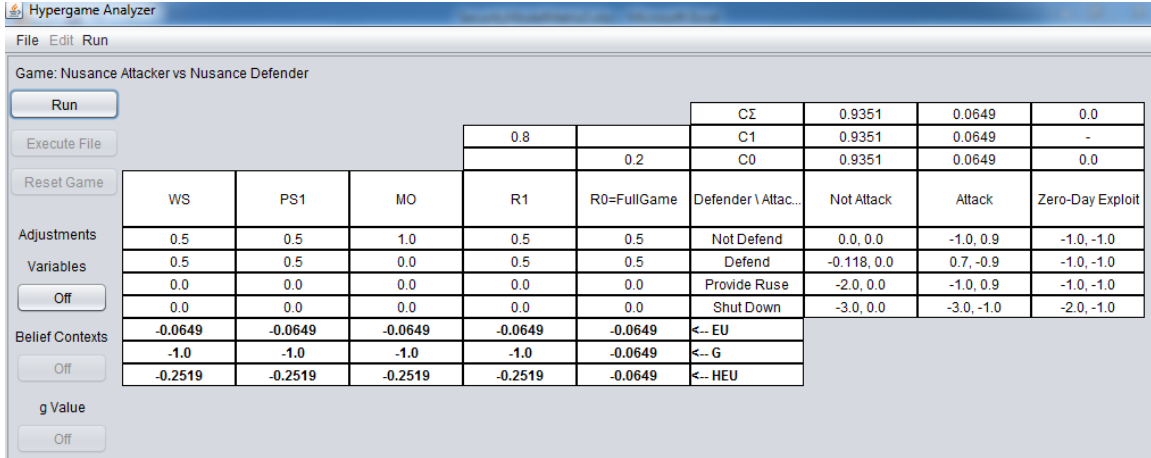 Hypergame Analyzer
File Edit Run
Game: Nusance Attacker vs Nusance Defender
Run
Execute File
Reset Game
Adjustments
Variables
Off
Belief Contexts
Off
g Value
Off
CΣ 0.9351 0.0649 0.0
0.8 C1 0.9351 0.0649 -
0.2 C0 0.9351 0.0649 0.0
WS PS1 MO R1 R0=FullGame Defender \ Attac... Not Attack Attack Zero-Day Exploit
0.5 0.5 1.0 0.5 0.5 Not Defend 0.0, 0.0 -1.0, 0.9 -1.0, -1.0
0.5 0.5 0.0 0.5 0.5 Defend -0.118, 0.0 0.7, -0.9 -1.0, -1.0
0.0 0.0 0.0 0.0 0.0 Provide Ruse -2.0, 0.0 -1.0, 0.9 -1.0, -1.0
0.0 0.0 0.0 0.0 0.0 Shut Down -3.0, 0.0 -3.0, -1.0 -2.0, -1.0
-0.0649 -0.0649 -0.0649 -0.0649 -0.0649 <-- EU
-1.0 -1.0 -1.0 -1.0 -0.0649 <-- G
-0.2519 -0.2519 -0.2519 -0.2519 -0.0649 <-- HEU